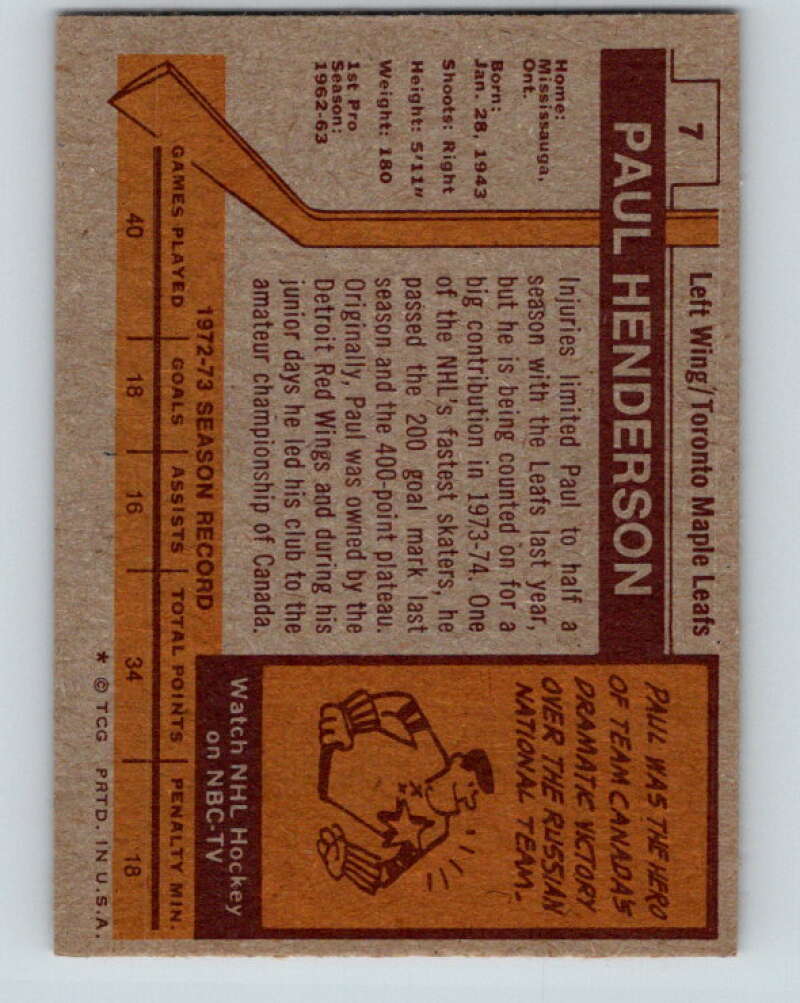 7
Left Wing/Toronto Maple Leafs
PAUL HENDERSON
Home:
Mississauga,
Ont.
Born:
Jan. 28, 1943
Shoots: Right
Height: 5'11"
Weight: 180
1st Pro
Season:
1962-63
Injuries limited Paul to half a
season with the Leafs last year,
but he is being counted on for a
big contribution in 1973-74. One
of the NHL's fastest skaters, he
passed the 200 goal mark last
season and the 400-point plateau.
Originally, Paul was owned by the
Detroit Red Wings and during his
junior days he led his club to the
amateur championship of Canada.
PAUL WAS THE HERO
OF TEAM CANADA'S
DRAMATIC VICTORY
OVER THE RUSSIAN
NATIONAL TEAM.
Watch NHL Hockey
on NBC-TV
1972-73 SEASON RECORD
GAMES PLAYED GOALS ASSISTS TOTAL POINTS PENALTY MIN.
40 18 16 34 18
* © TCG PRTD. IN U.S.A.